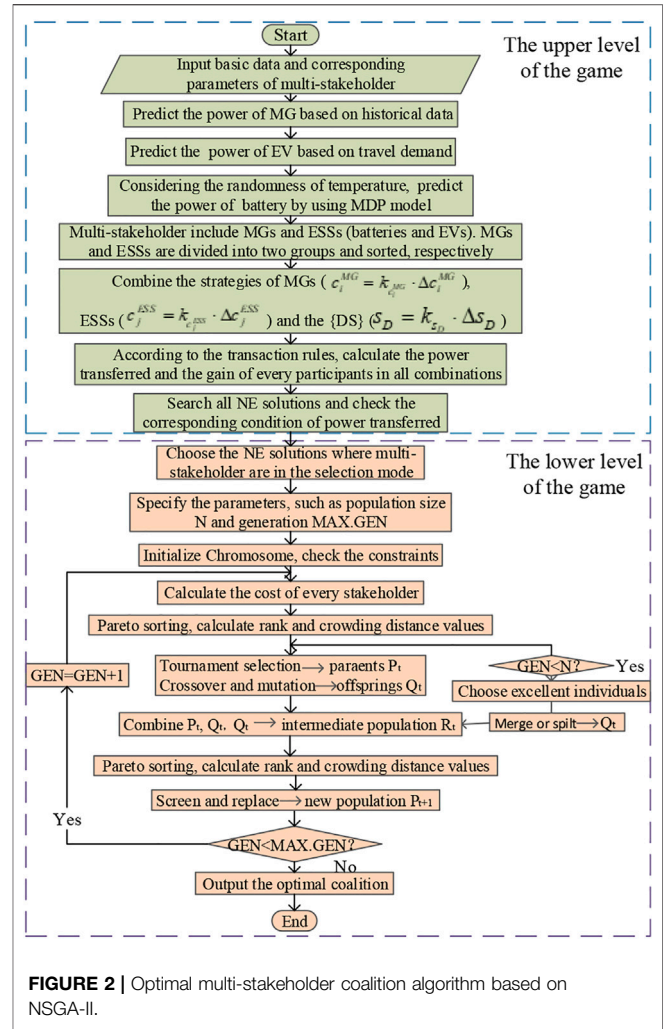 Start
The upper level
of the game
Input basic data and corresponding
parameters of multi-stakeholder
Predict the power of MG based on historical data
Predict the power of EV based on travel demand
Considering the randomness of temperature, predict
the power of battery by using MDP model
Multi-stakeholder include MGs and ESSs (batteries and EVs). MGs
and ESSs are divided into two groups and sorted, respectively
Combine the strategies of MGs ( c_i^{MG} = k_{c_i^{MG}} · Δc_i^{MG} ),
ESSs ( c_j^{ESS} = k_{c_j^{ESS}} · Δc_j^{ESS} ) and the {DS} ( s_D = k_{s_D} · Δs_D )
According to the transaction rules, calculate the power
transferred and the gain of every participants in all combinations
Search all NE solutions and check the
corresponding condition of power transferred
Choose the NE solutions where multi-
stakeholder are in the selection mode
The lower level
of the game
Specify the parameters, such as population size
N and generation MAX.GEN
Initialize Chromosome, check the constraints
Calculate the cost of every stakeholder
Pareto sorting, calculate rank and crowding distance values
GEN=GEN+1
Tournament selection→ paraents Pt
Crossover and mutation→offsprings Qt
GEN<N?
Yes
Choose excellent individuals
Merge or spilt→Qt
Combine Pt, Qt, Qt → intermediate population Rt
Pareto sorting, calculate rank and crowding distance values
Screen and replace→ new population Pt+1
Yes
GEN<MAX.GEN?
No
Output the optimal coalition
End
FIGURE 2 | Optimal multi-stakeholder coalition algorithm based on
NSGA-II.